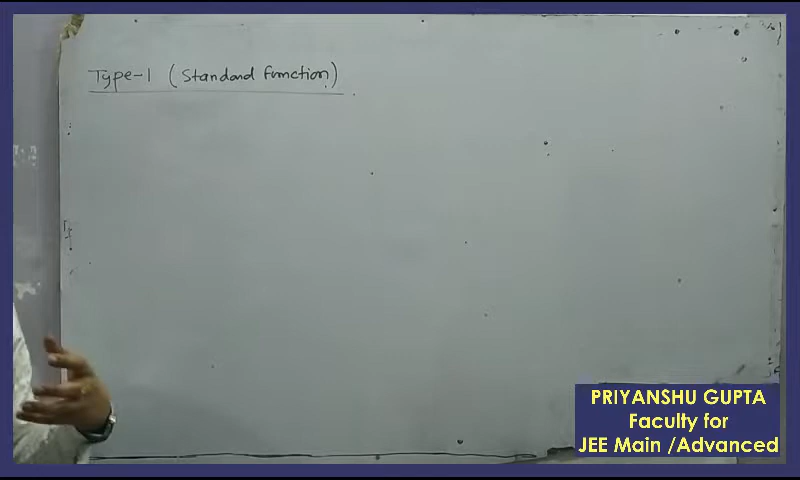 Type-1 (Standard Function)
PRIYANSHU GUPTA
Faculty for
JEE Main /Advanced